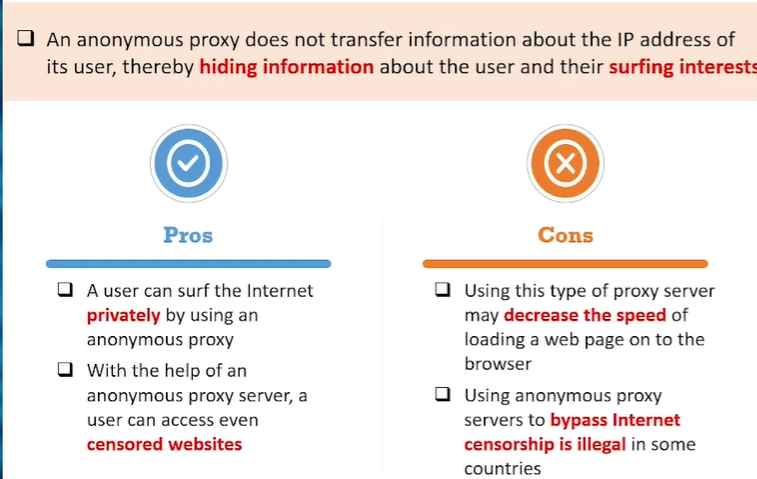 An anonymous proxy does not transfer information about the IP address of
its user, thereby hiding information about the user and their surfing interests
Pros
A user can surf the Internet
privately by using an
anonymous proxy
With the help of an
anonymous proxy server, a
user can access even
censored websites
Cons
Using this type of proxy server
may decrease the speed of
loading a web page on to the
browser
Using anonymous proxy
servers to bypass Internet
censorship is illegal in some
countries